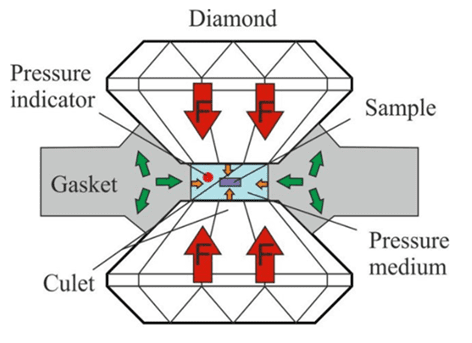 Diamond
Pressure
indicator
Sample
F F
Gasket
Pressure
medium
Culet
F F